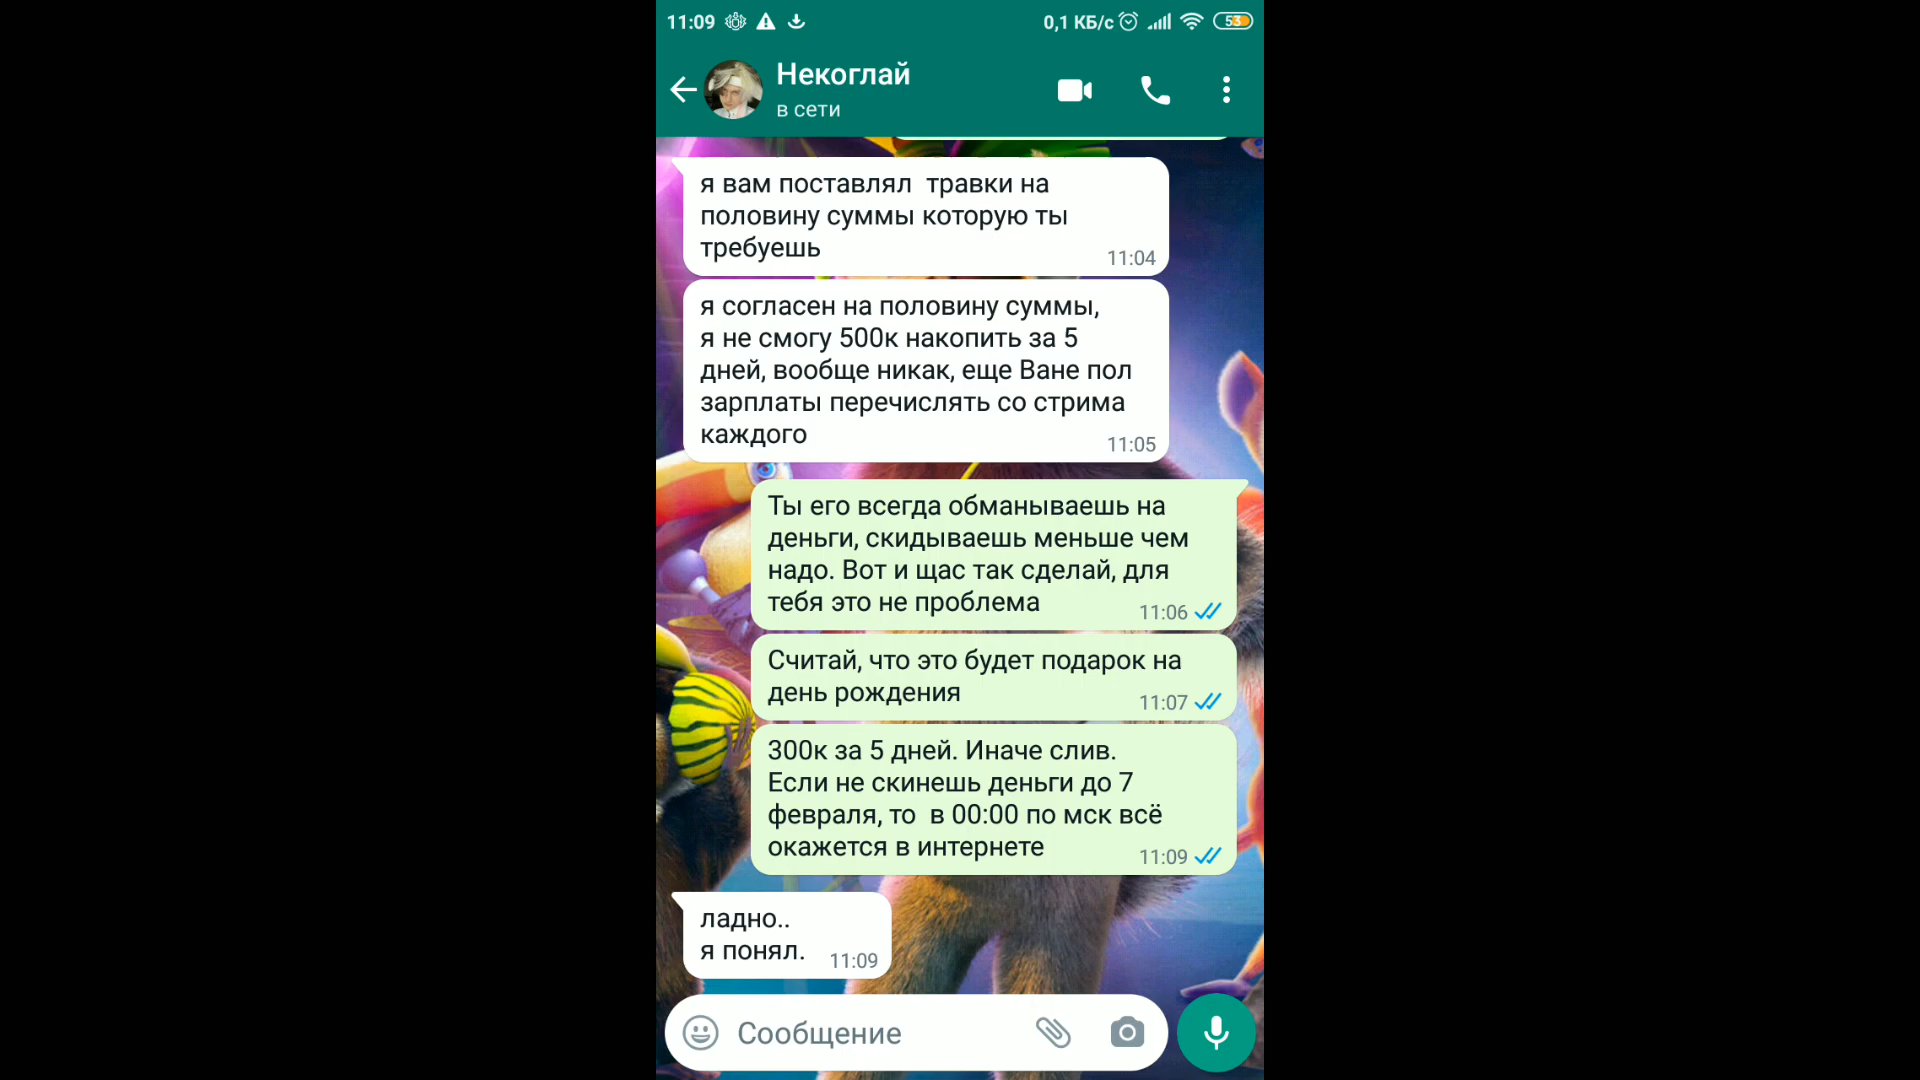 11:09
0,1 КБ/с
53
Некоглай
в сети
я вам поставлял  травки на
половину суммы которую ты
требуешь
11:04
я согласен на половину суммы,
я не смогу 500к накопить за 5
дней, вообще никак, еще Ване пол
зарплаты перечислять со стрима
каждого
11:05
Ты его всегда обманываешь на
деньги, скидываешь меньше чем
надо. Вот и щас так сделай, для
тебя это не проблема
11:06
Считай, что это будет подарок на
день рождения
11:07
300к за 5 дней. Иначе слив.
Если не скинешь деньги до 7
февраля, то  в 00:00 по мск всё
окажется в интернете
11:09
ладно..
я понял.
11:09
Сообщение